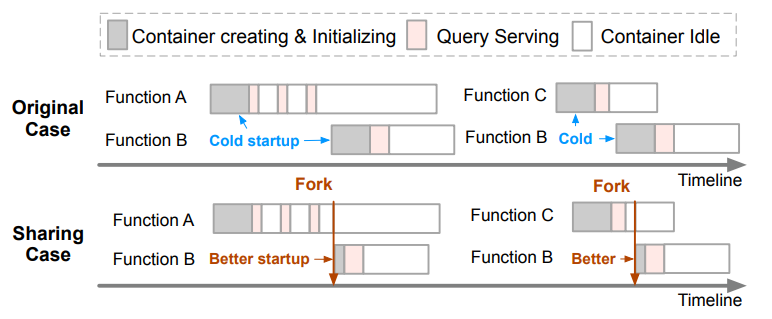 Container creating & Initializing Query Serving Container Idle
Original Case
Function A
Function B
Cold startup
Function C
Function B
Cold
Timeline
Sharing Case
Fork
Function A
Function B
Better startup
Fork
Function C
Function B
Better
Timeline